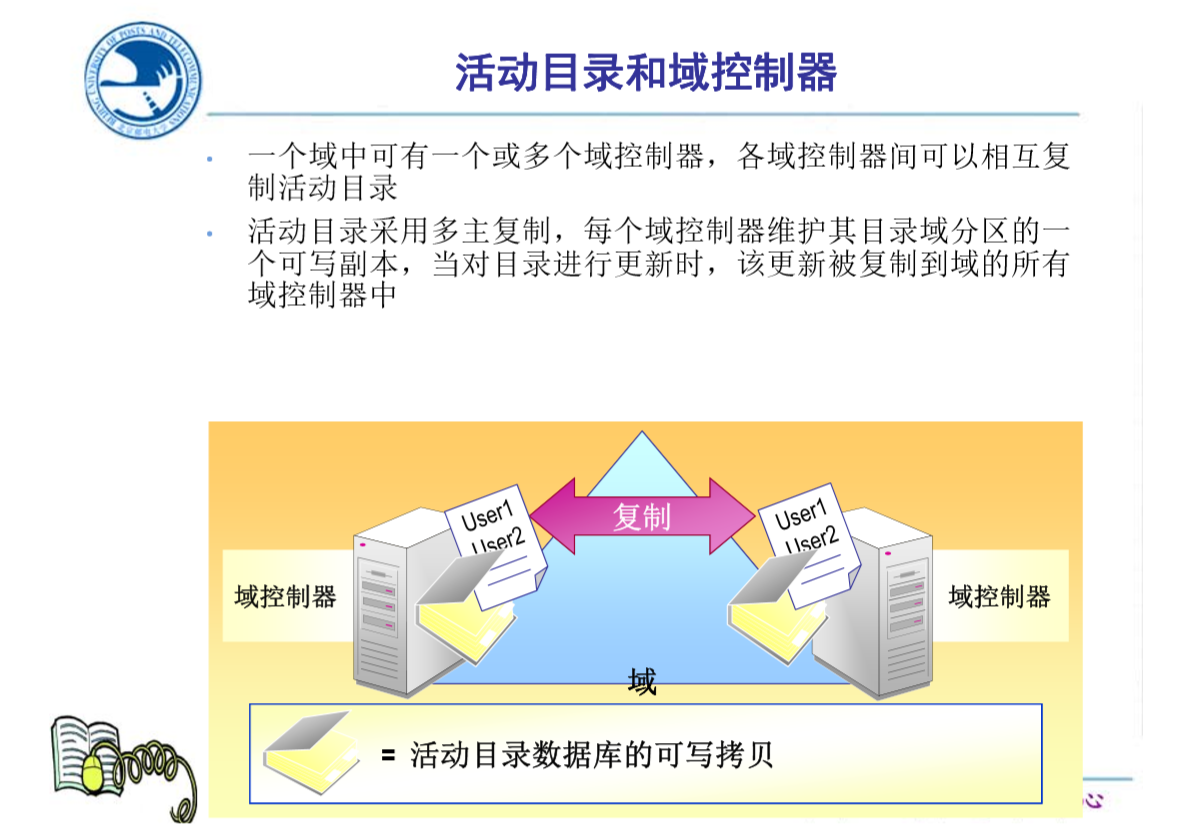 活动目录和域控制器
一个域中可有一个或多个域控制器，各域控制器间可以相互复
制活动目录
活动目录采用多主复制，每个域控制器维护其目录域分区的一
个可写副本，当对目录进行更新时，该更新被复制到域的所有
域控制器中
User1
User2
复制
User1
User2
域控制器
域控制器
域
= 活动目录数据库的可写拷贝
心